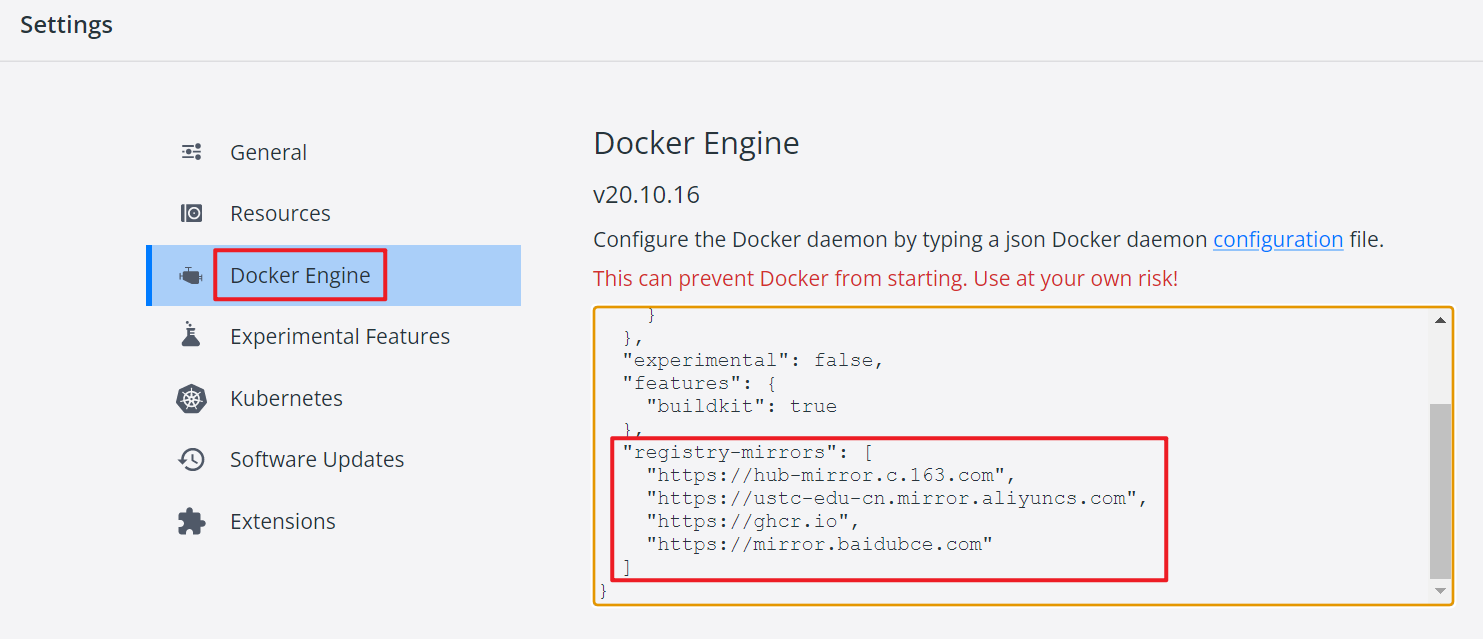 Settings
General
Resources
Docker Engine
Experimental Features
Kubernetes
Software Updates
Extensions
Docker Engine
v20.10.16
Configure the Docker daemon by typing a json Docker daemon configuration file.
This can prevent Docker from starting. Use at your own risk!
    }
  },
  "experimental": false,
  "features": {
    "buildkit": true
  },
  "registry-mirrors": [
    "https://hub-mirror.c.163.com",
    "https://ustc-edu-cn.mirror.aliyuncs.com",
    "https://ghcr.io",
    "https://mirror.baidubce.com"
  ]
}